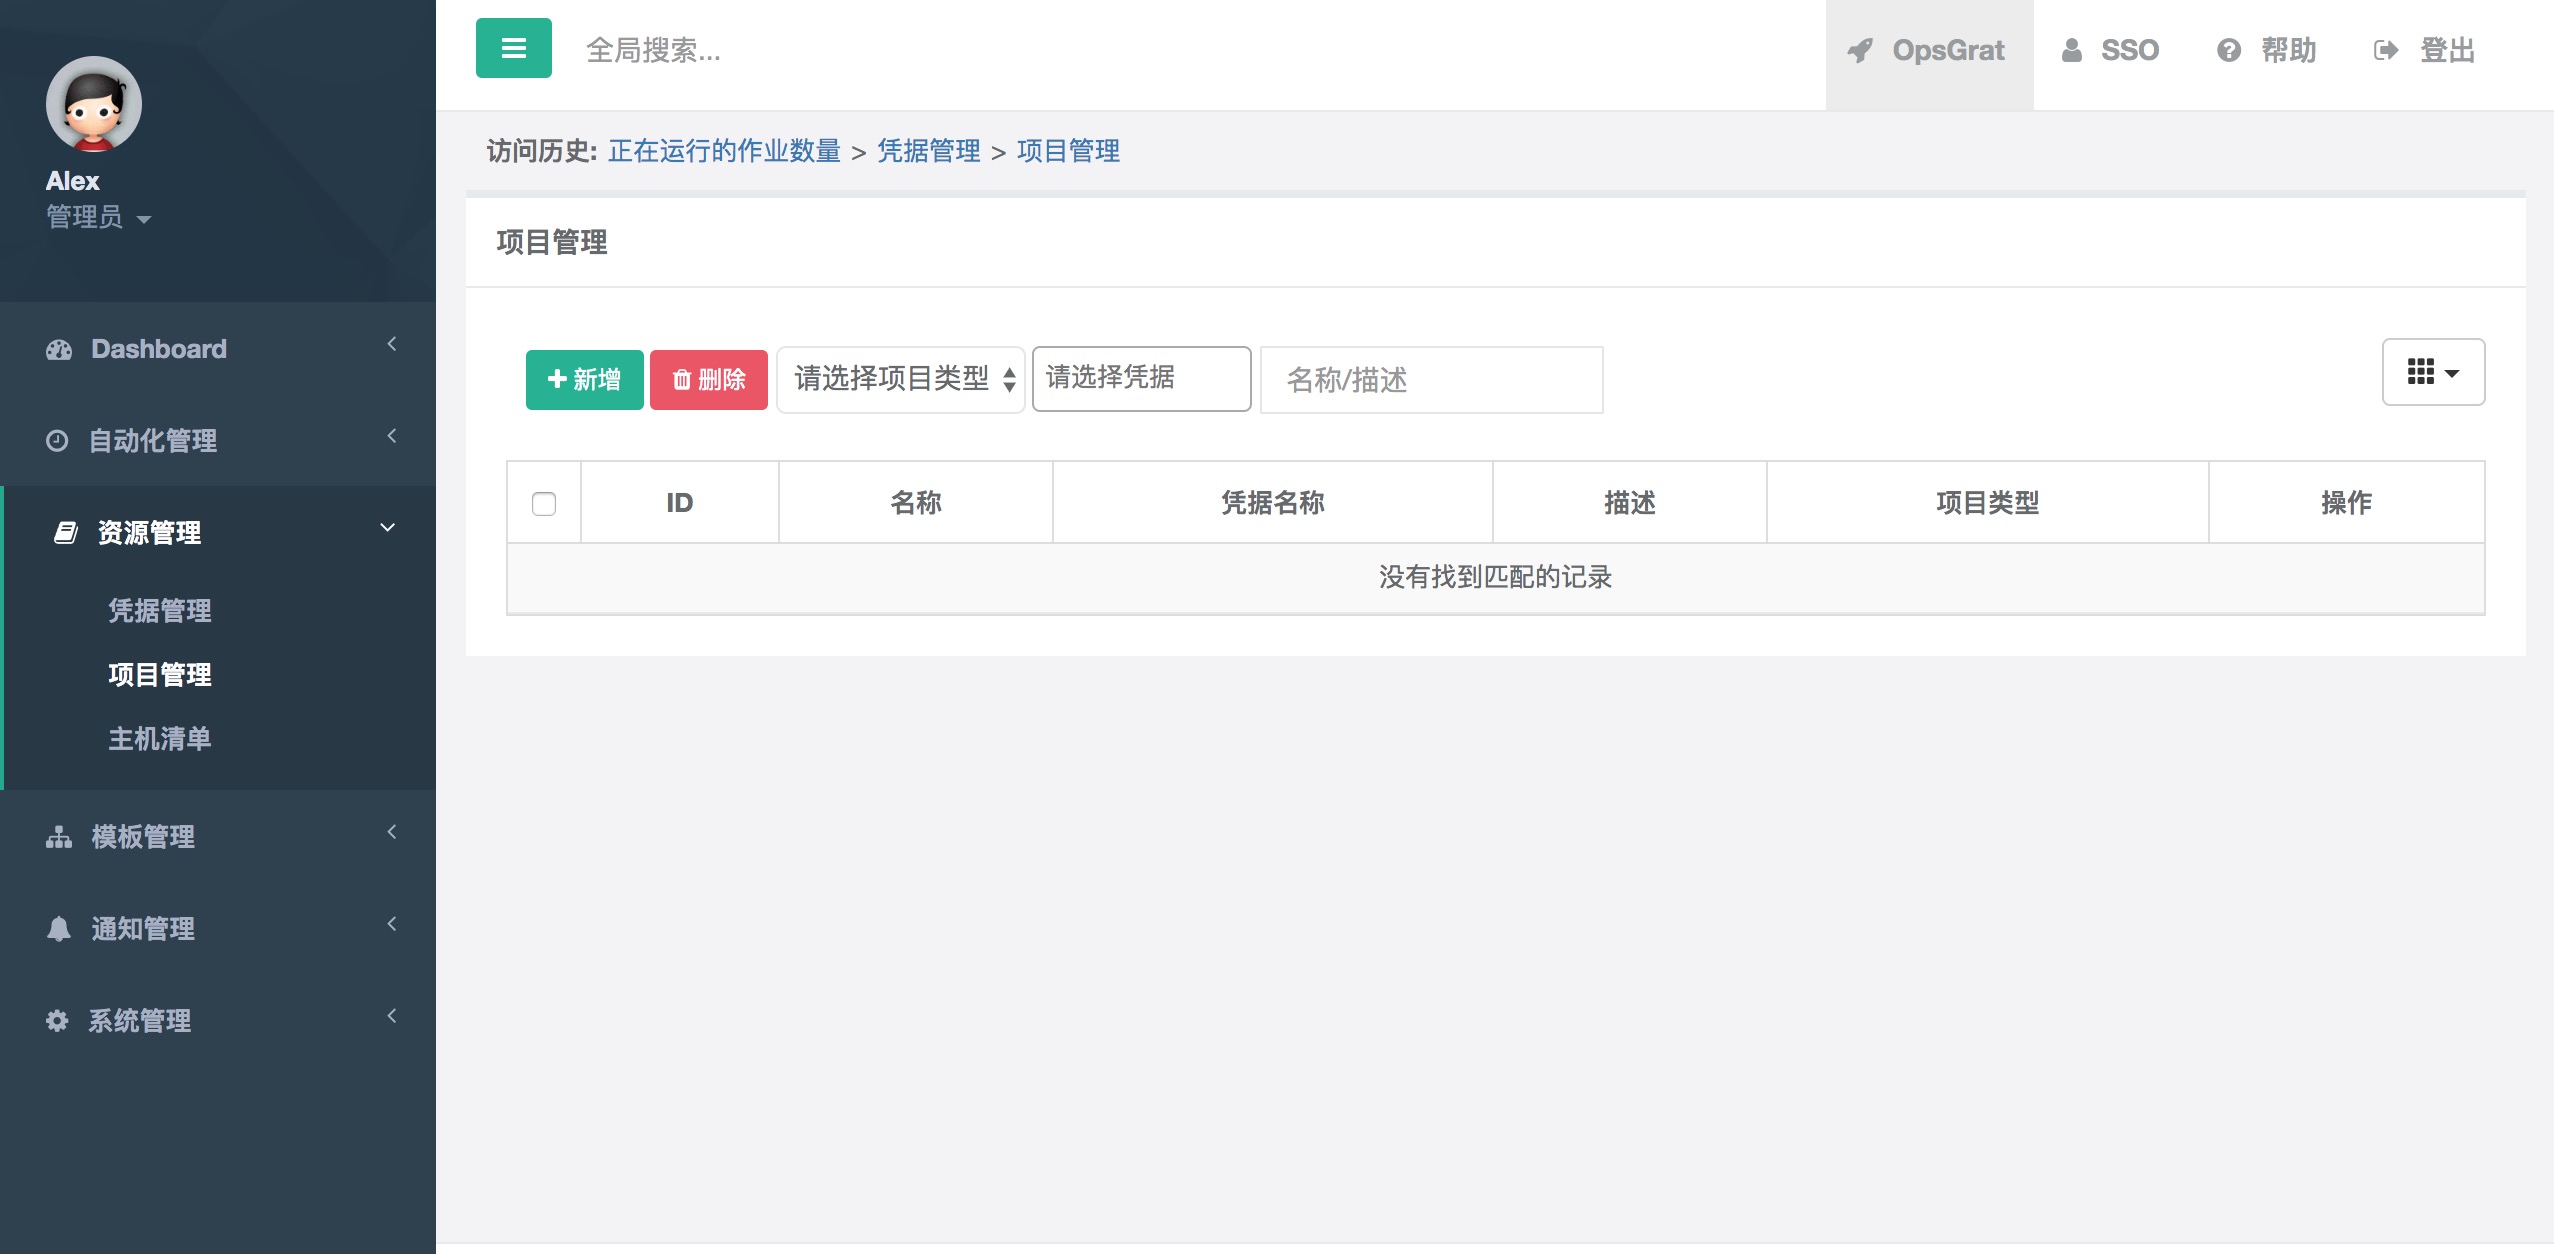 Alex
管理员
Dashboard
自动化管理
资源管理
凭据管理
项目管理
主机清单
模板管理
通知管理
系统管理
全局搜索...
OpsGrat
SSO
帮助
登出
访问历史: 正在运行的作业数量 > 凭据管理 > 项目管理
项目管理
新增
删除
请选择项目类型
请选择凭据
名称/描述
ID 名称 凭据名称 描述 项目类型 操作
没有找到匹配的记录